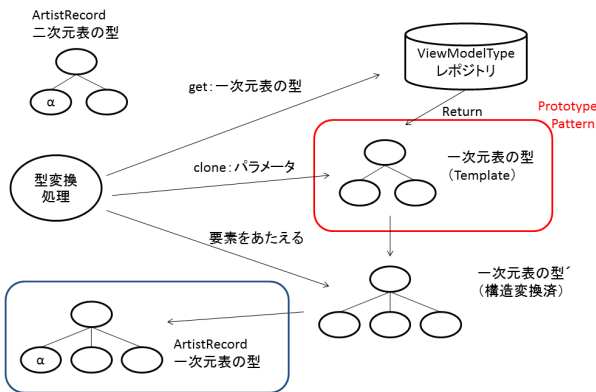 ArtistRecord
二次元表の型
α
ViewModelType
レポジトリ
get：一次元表の型
Return
Prototype
Pattern
型変換
処理
clone：パラメータ
一次元表の型
（Template）
要素をあたえる
一次元表の型´
（構造変換済）
ArtistRecord
一次元表の型
α